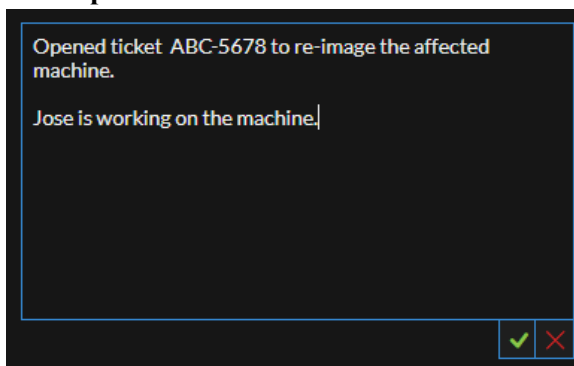 Opened ticket ABC-5678 to re-image the affected
machine.
Jose is working on the machine.